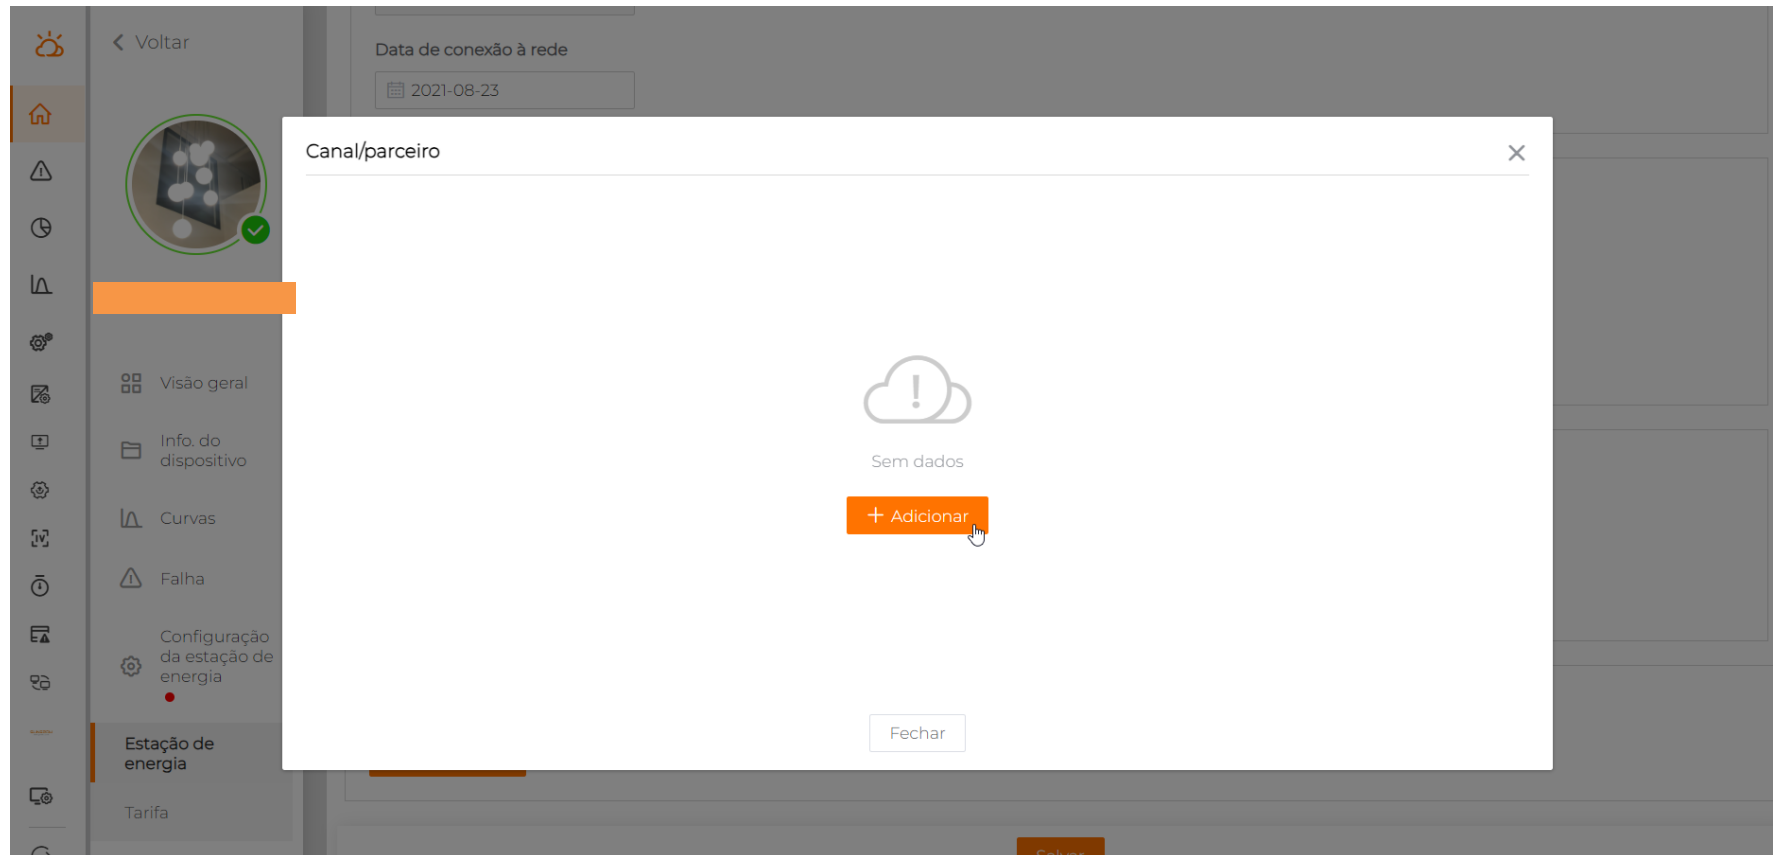 Voltar
Data de conexão à rede
2021-08-23
Canal/parceiro
Visão geral
Info. do
dispositivo
Curvas
Falha
Configuração
da estação de
energia
Estação de
energia
Tarifa
Sem dados
+ Adicionar
Fechar